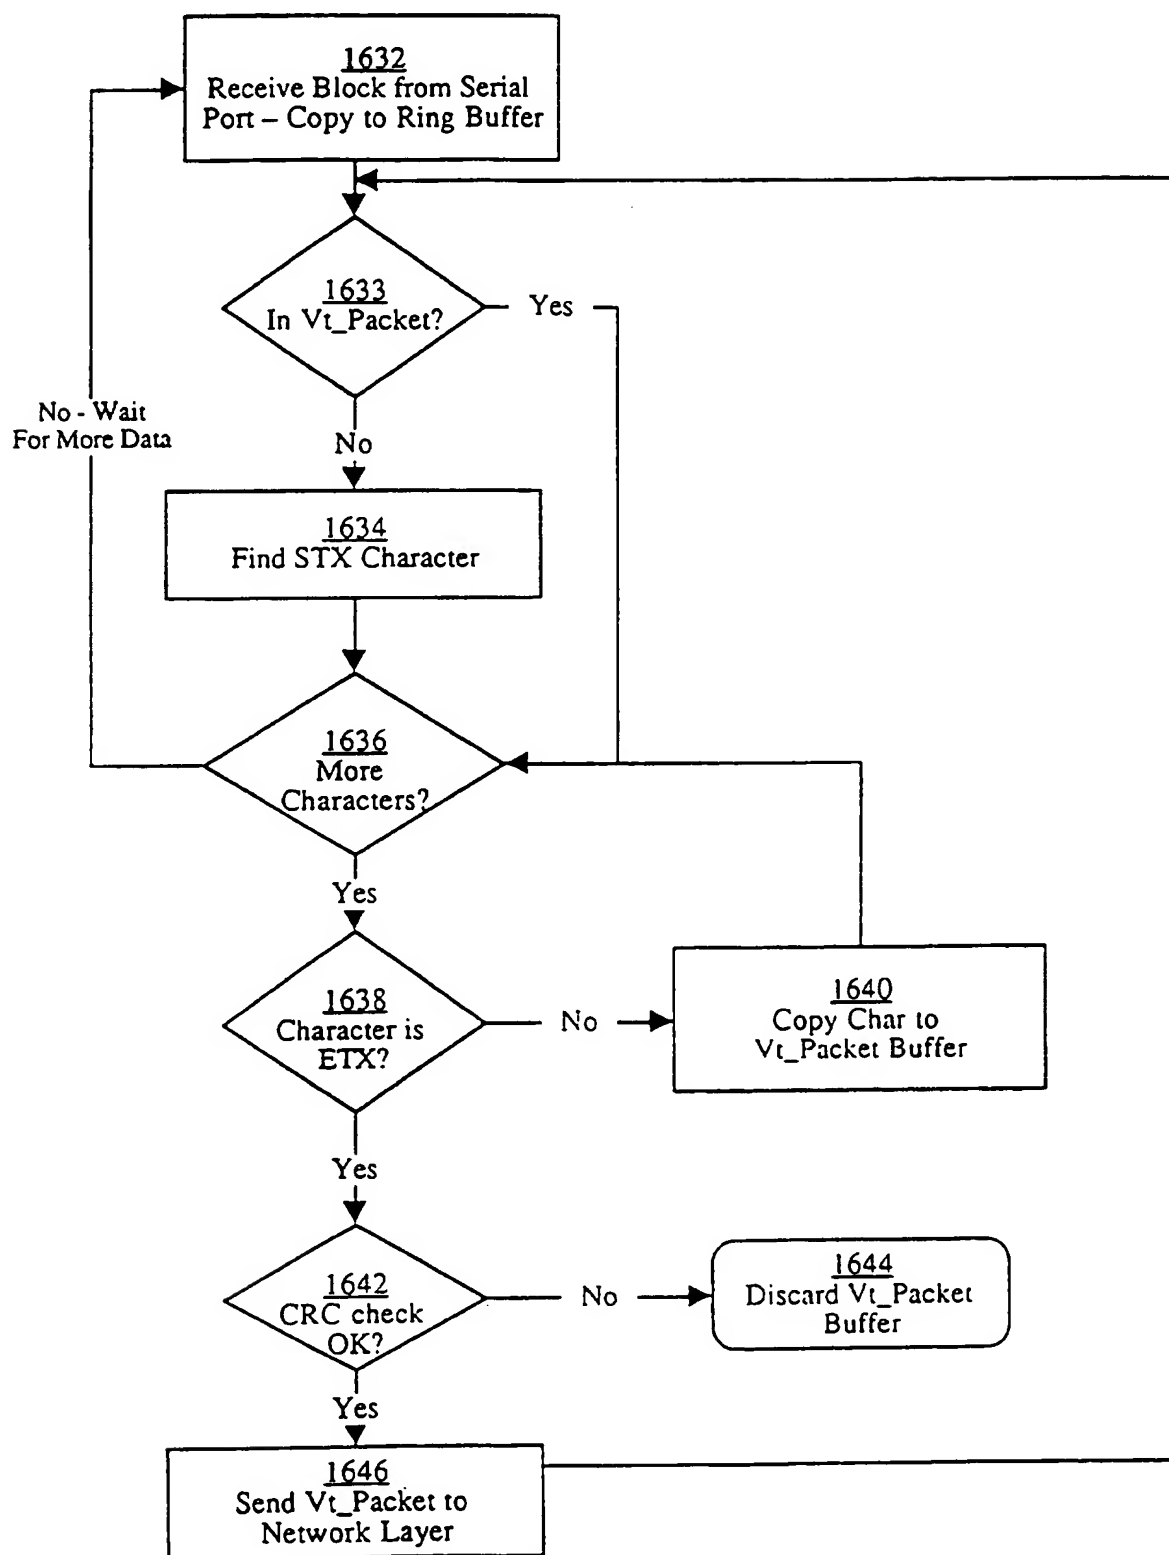 1632
Receive Block from Serial
Port – Copy to Ring Buffer
1633
In Vt_Packet?
Yes
No - Wait
For More Data
No
1634
Find STX Character
1636
More
Characters?
Yes
1638
Character is
ETX?
No
1640
Copy Char to
Vt_Packet Buffer
Yes
1642
CRC check
OK?
No
1644
Discard Vt_Packet
Buffer
Yes
1646
Send Vt_Packet to
Network Layer